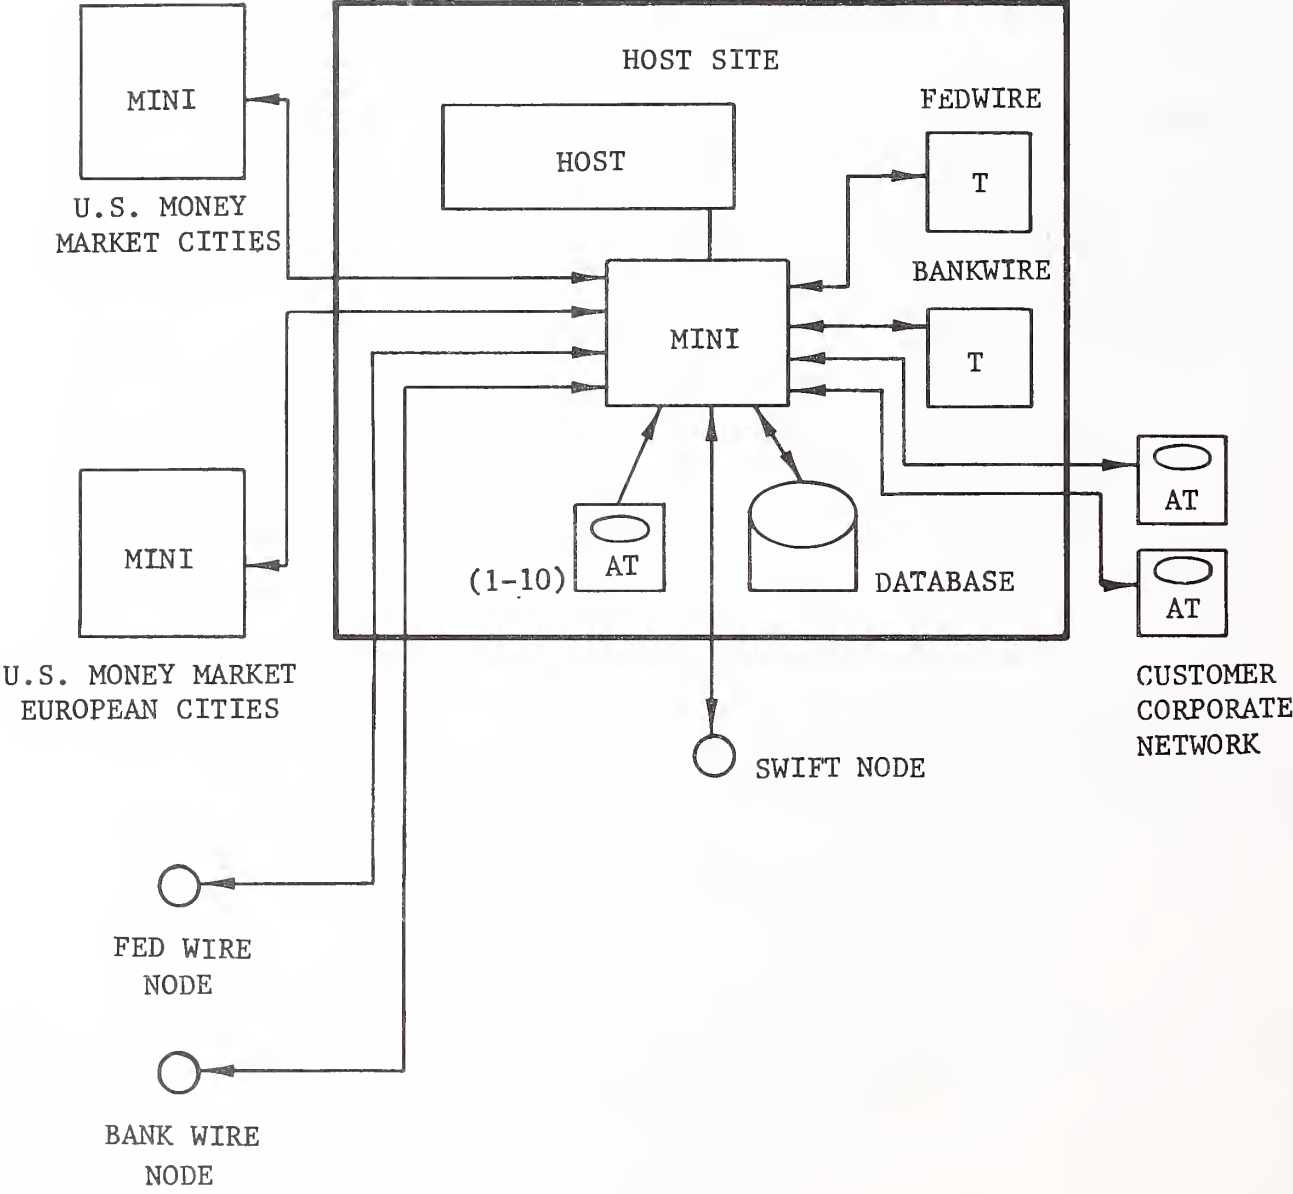 HOST SITE
MINI
FEDWIRE
HOST
T
U.S. MONEY
MARKET CITIES
BANKWIRE
MINI
T
AT
MINI
AT
(1-10)
DATABASE
AT
U.S. MONEY MARKET
EUROPEAN CITIES
CUSTOMER
CORPORATE
NETWORK
SWIFT NODE
FED WIRE
NODE
BANK WIRE
NODE